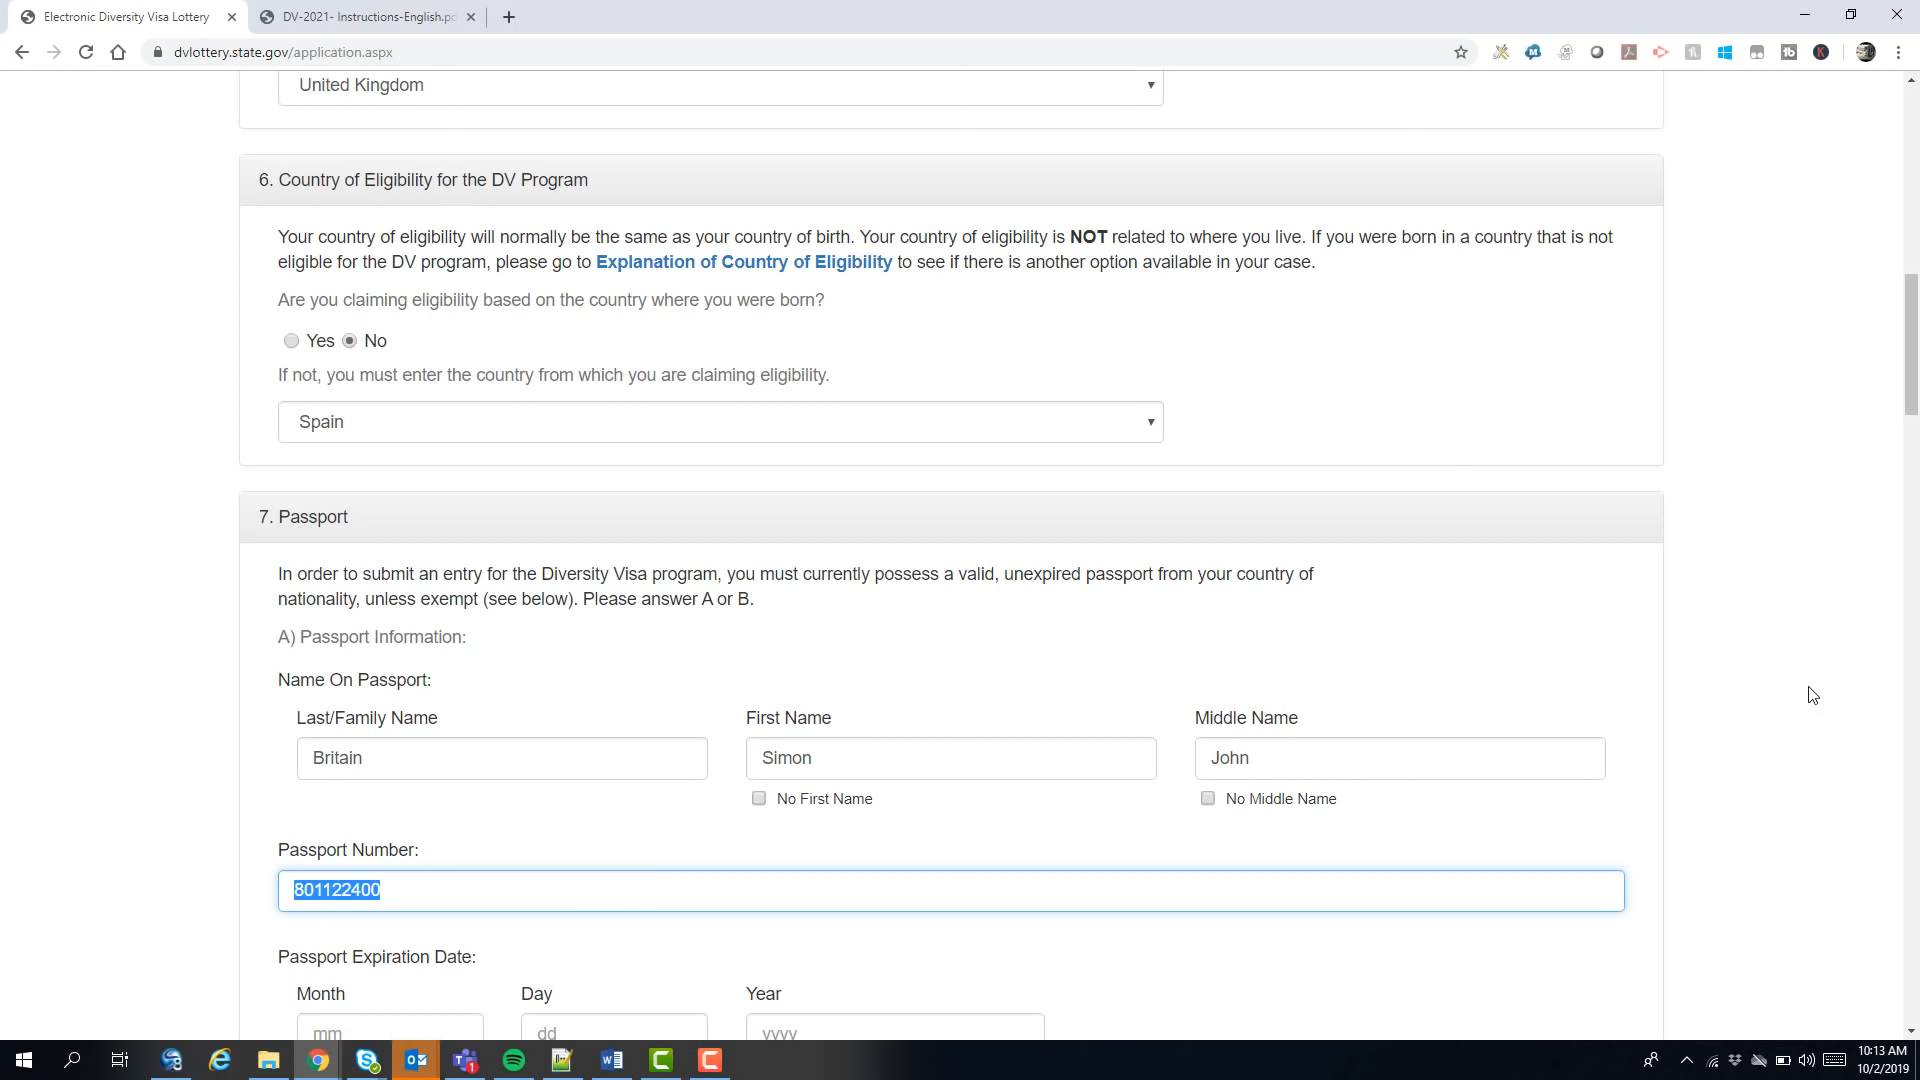 Electronic Diversity Visa Lottery
DV-2021- Instructions-English.pd
dvlottery.state.gov/application.aspx
United Kingdom
6. Country of Eligibility for the DV Program
Your country of eligibility will normally be the same as your country of birth. Your country of eligibility is NOT related to where you live. If you were born in a country that is not
eligible for the DV program, please go to Explanation of Country of Eligibility to see if there is another option available in your case.
Are you claiming eligibility based on the country where you were born?
Yes No
If not, you must enter the country from which you are claiming eligibility.
Spain
7. Passport
In order to submit an entry for the Diversity Visa program, you must currently possess a valid, unexpired passport from your country of
nationality, unless exempt (see below). Please answer A or B.
A) Passport Information:
Name On Passport:
Last/Family Name First Name Middle Name
Britain Simon John
No First Name No Middle Name
Passport Number:
801122400
Passport Expiration Date:
Month Day Year
mm dd yyyy
10:13 AM
10/2/2019